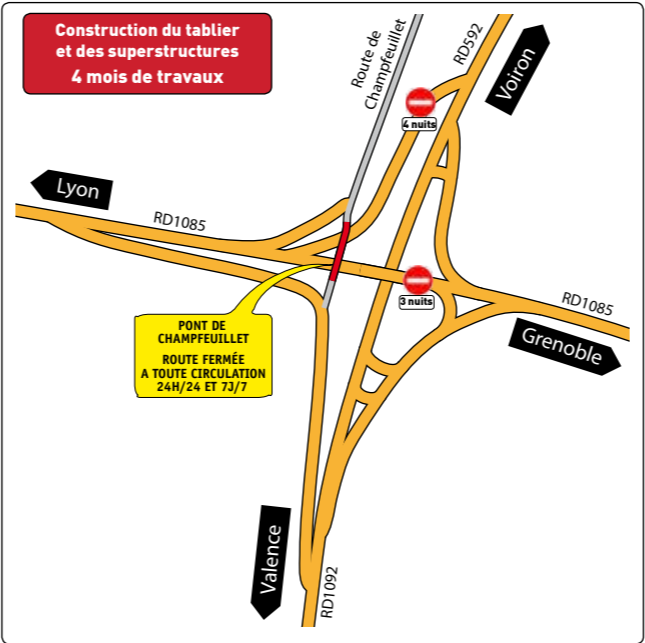 Construction du tablier
et des superstructures
4 mois de travaux
Route de
Champfeuillet
RD592
Voiron
4 nuits
Lyon
RD1085
3 nuits
RD1085
Grenoble
PONT DE
CHAMPFEUILLET
ROUTE FERMÉE
A TOUTE CIRCULATION
24H/24 ET 7J/7
Valence
RD1092